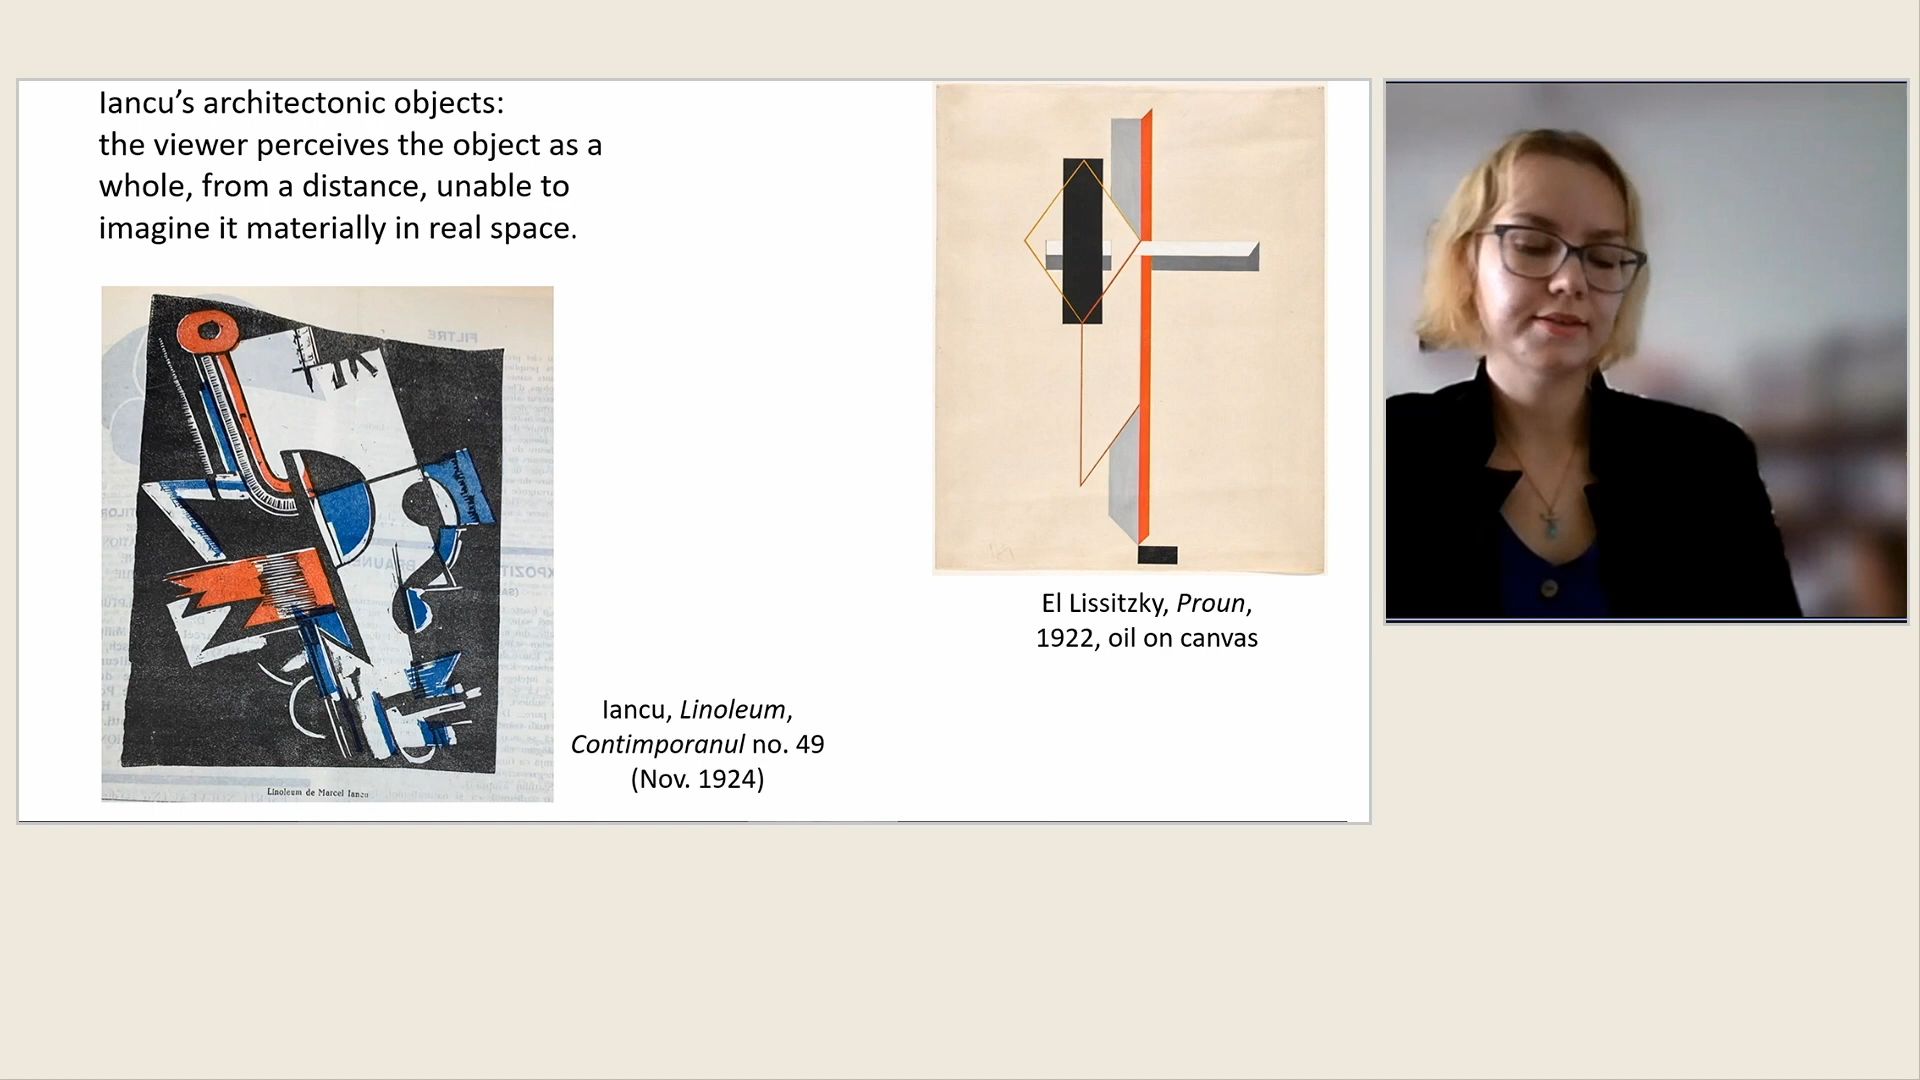 Iancu’s architectonic objects:
the viewer perceives the object as a
whole, from a distance, unable to
imagine it materially in real space.
FILTRE
Linoleum de Marcel Iancu
Iancu, Linoleum,
Contimporanul no. 49
(Nov. 1924)
El Lissitzky, Proun,
1922, oil on canvas